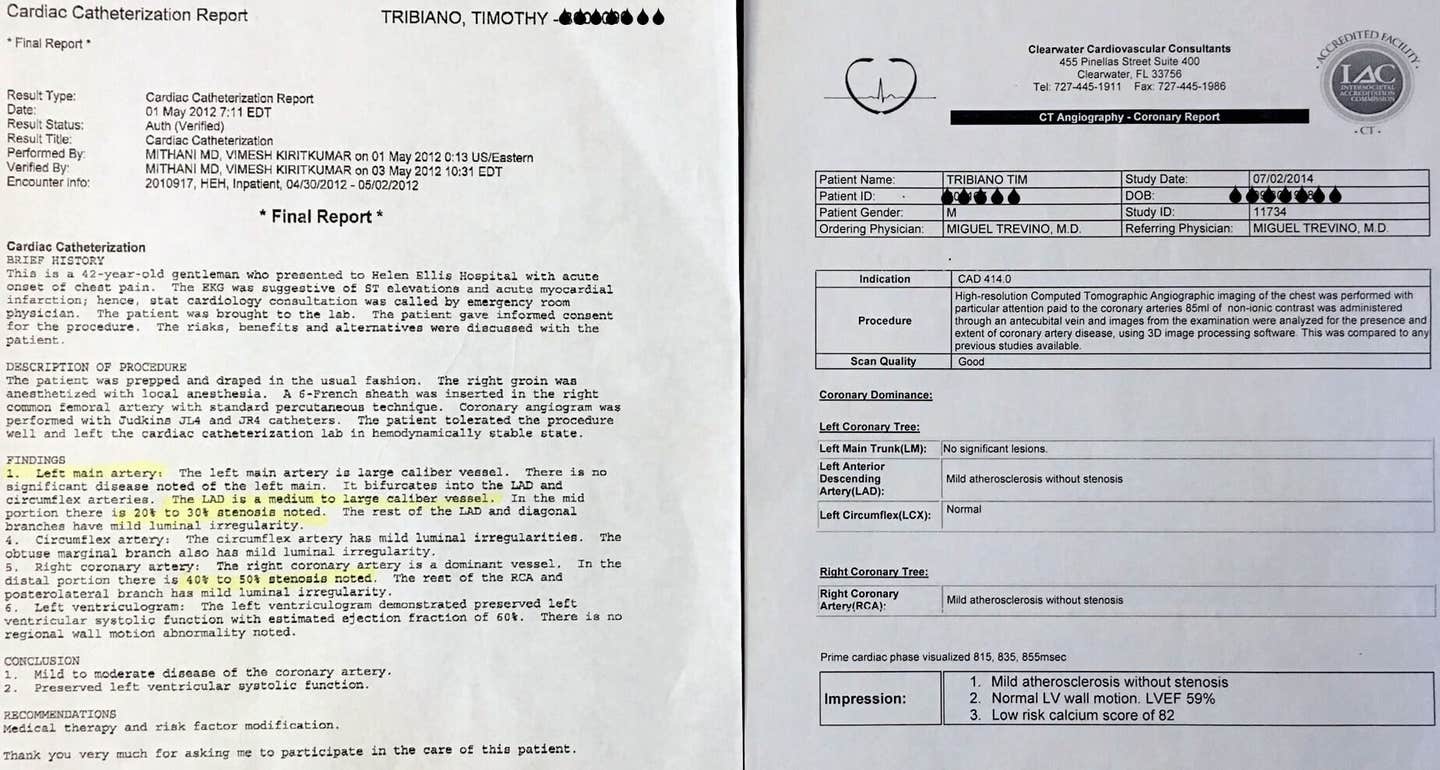 Cardiac Catheterization Report
TRIBIANO, TIMOTHY -
* Final Report *
Result Type: Cardiac Catheterization Report
Date: 01 May 2012 7:11 EDT
Result Status: Auth (Verified)
Result Title: Cardiac Catheterization
Performed By: MITHANI MD, VIMESH KIRITKUMAR on 01 May 2012 0:13 US/Eastern
Verified By: MITHANI MD, VIMESH KIRITKUMAR on 03 May 2012 10:31 EDT
Encounter info: 2010917, HEH, Inpatient, 04/30/2012 - 05/02/2012
* Final Report *
Cardiac Catheterization
BRIEF HISTORY
This is a 42-year-old gentleman who presented to Helen Ellis Hospital with acute
onset of chest pain. The EKG was suggestive of ST elevations and acute myocardial
infarction; hence, stat cardiology consultation was called by emergency room
physician. The patient was brought to the lab. The patient gave informed consent
for the procedure. The risks, benefits and alternatives were discussed with the
patient.
DESCRIPTION OF PROCEDURE
The patient was prepped and draped in the usual fashion. The right groin was
anesthetized with local anesthesia. A 6-French sheath was inserted in the right
common femoral artery with standard percutaneous technique. Coronary angiogram was
performed with Judkins JL4 and JR4 catheters. The patient tolerated the procedure
well and left the cardiac catheterization lab in hemodynamically stable state.
FINDINGS
1. Left main artery: The left main artery is large caliber vessel. There is no
significant disease noted of the left main. It bifurcates into the LAD and
circumflex arteries. The LAD is a medium to large caliber vessel. In the mid
portion there is 20% to 30% stenosis noted. The rest of the LAD and diagonal
branches have mild luminal irregularity.
4. Circumflex artery: The circumflex artery has mild luminal irregularities. The
obtuse marginal branch also has mild luminal irregularity.
5. Right coronary artery: The right coronary artery is a dominant vessel. In the
distal portion there is 40% to 50% stenosis noted. The rest of the RCA and
posterolateral branch has mild luminal irregularity.
6. Left ventriculogram: The left ventriculogram demonstrated preserved left
ventricular systolic function with estimated ejection fraction of 60%. There is no
regional wall motion abnormality noted.
CONCLUSION
1. Mild to moderate disease of the coronary artery.
2. Preserved left ventricular systolic function.
RECOMMENDATIONS
Medical therapy and risk factor modification.
Thank you very much for asking me to participate in the care of this patient.
Clearwater Cardiovascular Consultants
455 Pinellas Street Suite 400
Clearwater, FL 33756
Tel: 727-445-1911 Fax: 727-445-1986
CT Angiography - Coronary Report
ACCREDITED FACILITY
IAC
INTERSOCIETAL
ACCREDITATION
COMMISSION
- CT -
Patient Name: TRIBIANO TIM Study Date: 07/02/2014
Patient ID: DOB:
Patient Gender: M Study ID: 11734
Ordering Physician: MIGUEL TREVINO, M.D. Referring Physician: MIGUEL TREVINO, M.D.
Indication CAD 414.0
Procedure High-resolution Computed Tomographic Angiographic imaging of the chest was performed with
particular attention paid to the coronary arteries 85ml of non-ionic contrast was administered
through an antecubital vein and images from the examination were analyzed for the presence and
extent of coronary artery disease, using 3D image processing software. This was compared to any
previous studies available.
Scan Quality Good
Coronary Dominance:
Left Coronary Tree:
Left Main Trunk(LM): No significant lesions.
Left Anterior
Descending
Artery(LAD): Mild atherosclerosis without stenosis
Left Circumflex(LCX): Normal
Right Coronary Tree:
Right Coronary
Artery(RCA): Mild atherosclerosis without stenosis
Prime cardiac phase visualized 815, 835, 855msec
Impression: 1. Mild atherosclerosis without stenosis
2. Normal LV wall motion. LVEF 59%
3. Low risk calcium score of 82